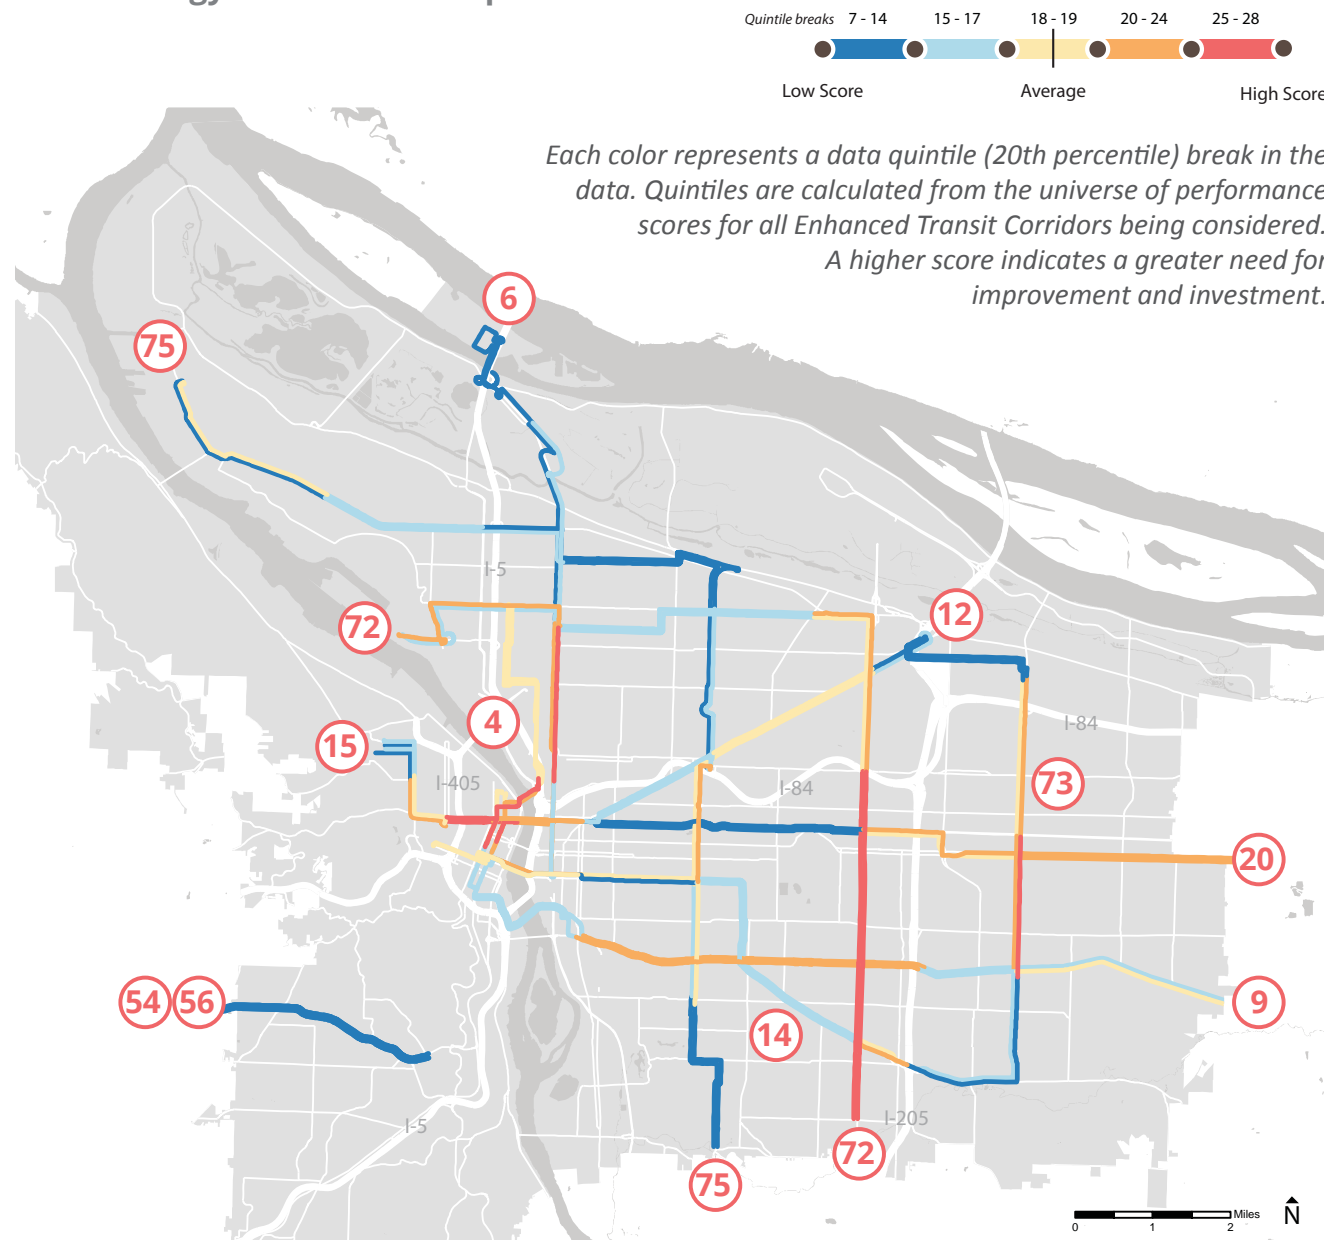 Quintile breaks 7 - 14 15 - 17 18 - 19 20 - 24 25 - 28
Low Score Average High Score
Each color represents a data quintile (20th percentile) break in the
data. Quintiles are calculated from the universe of performance
scores for all Enhanced Transit Corridors being considered.
A higher score indicates a greater need for
improvement and investment.
6
75
I-5
12
72
4
I-84
15
I-405
I-84
73
20
54 56
9
14
I-5
I-205
72
75
Miles
0 1 2
N